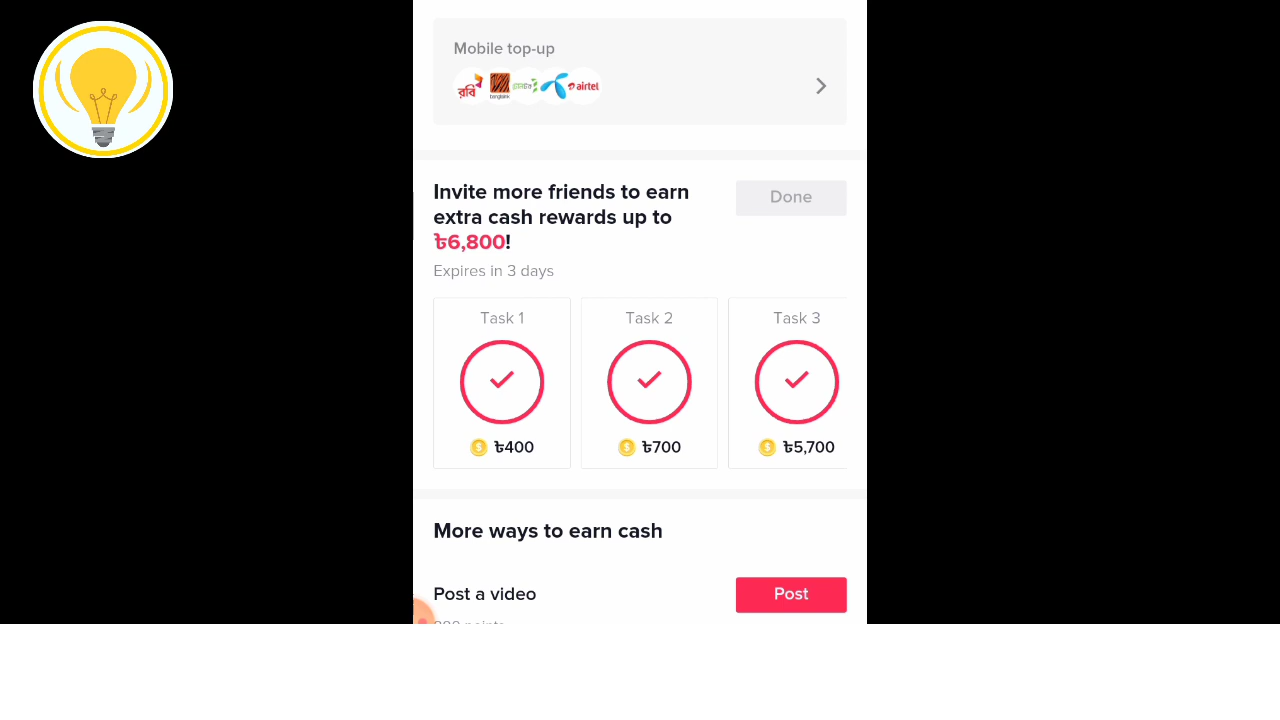 Mobile top-up
রবি
banglalink
airtel
Invite more friends to earn
extra cash rewards up to
৳6,800!
Done
Expires in 3 days
Task 1
Task 2
Task 3
৳400
৳700
৳5,700
More ways to earn cash
Post a video
Post